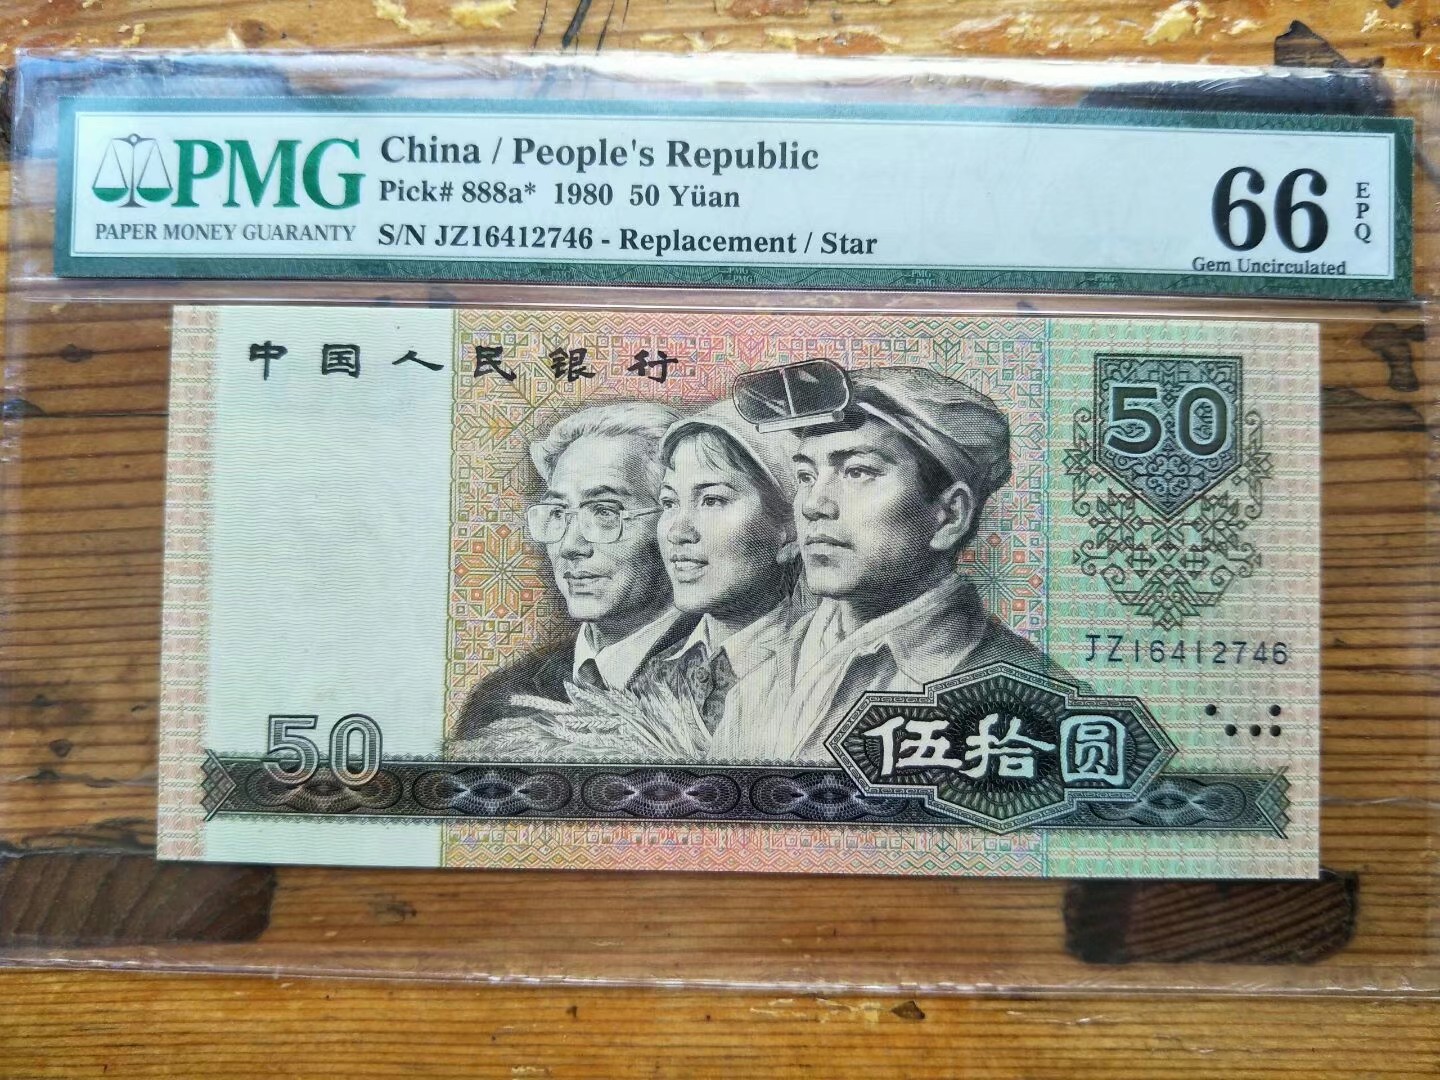 PMG
PAPER MONEY GUARANTY
China / People's Republic
Pick# 888a* 1980 50 Yüan
S/N JZ16412746 - Replacement / Star
66
EPQ
Gem Uncirculated
中国人民银行
50
JZ16412746
50
伍拾圆